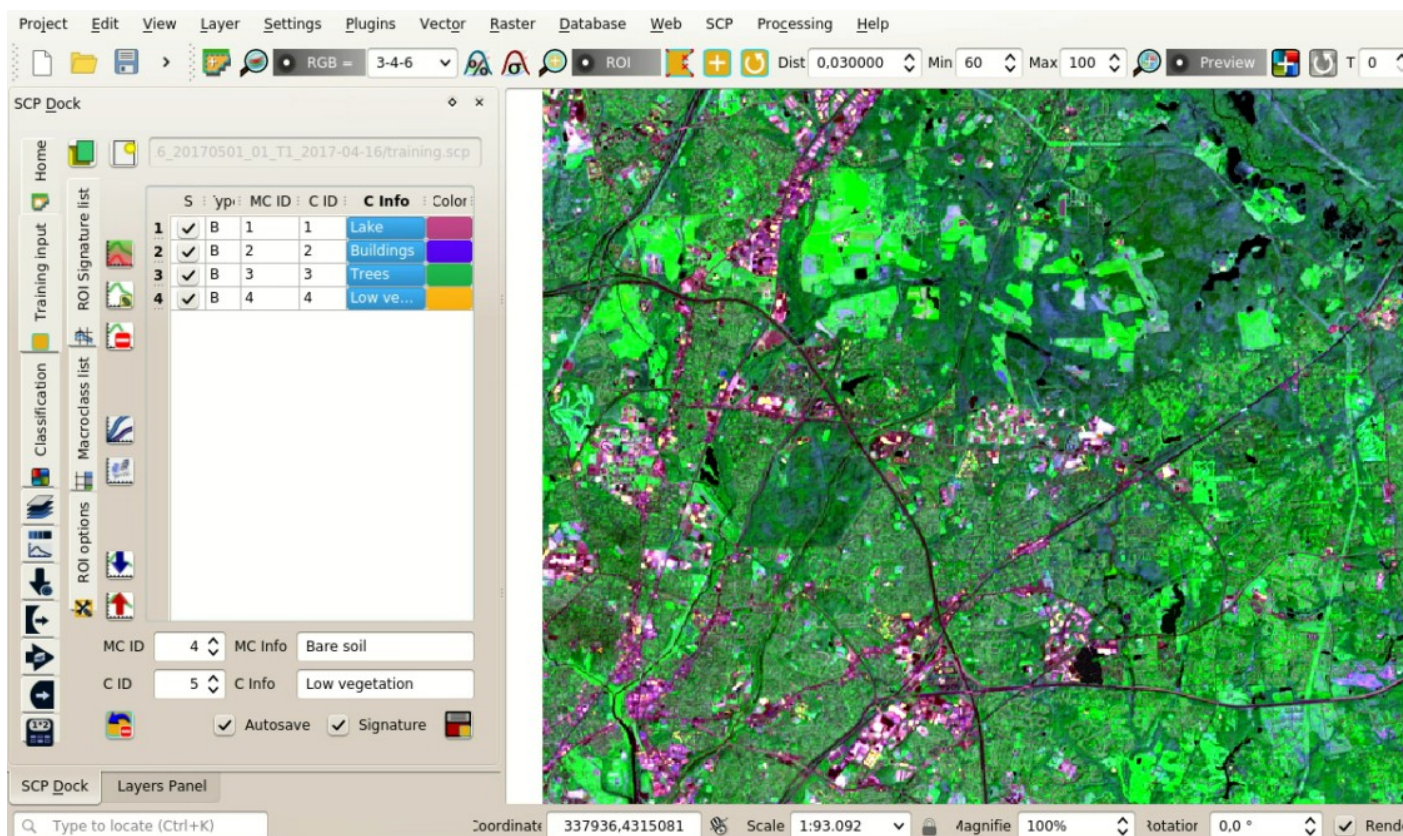 Project Edit View Layer Settings Plugins Vector Raster Database Web SCP Processing Help
RGB = 3-4-6 ROI Dist 0,030000 Min 60 Max 100 Preview T 0
SCP Dock
6_20170501_01_T1_2017-04-16/training.scp
Home
Training input
Classification
ROI Signature list
Macroclass list
ROI options
S ypı MC ID C ID C Info Color
1 B 1 1 Lake
2 B 2 2 Buildings
3 B 3 3 Trees
4 B 4 4 Low ve...
MC ID 4 MC Info Bare soil
C ID 5 C Info Low vegetation
Autosave Signature
SCP Dock Layers Panel
Type to locate (Ctrl+K) Coordinate 337936,4315081 Scale 1:93.092 Magnifie 100% Rotation 0,0 ° Rend